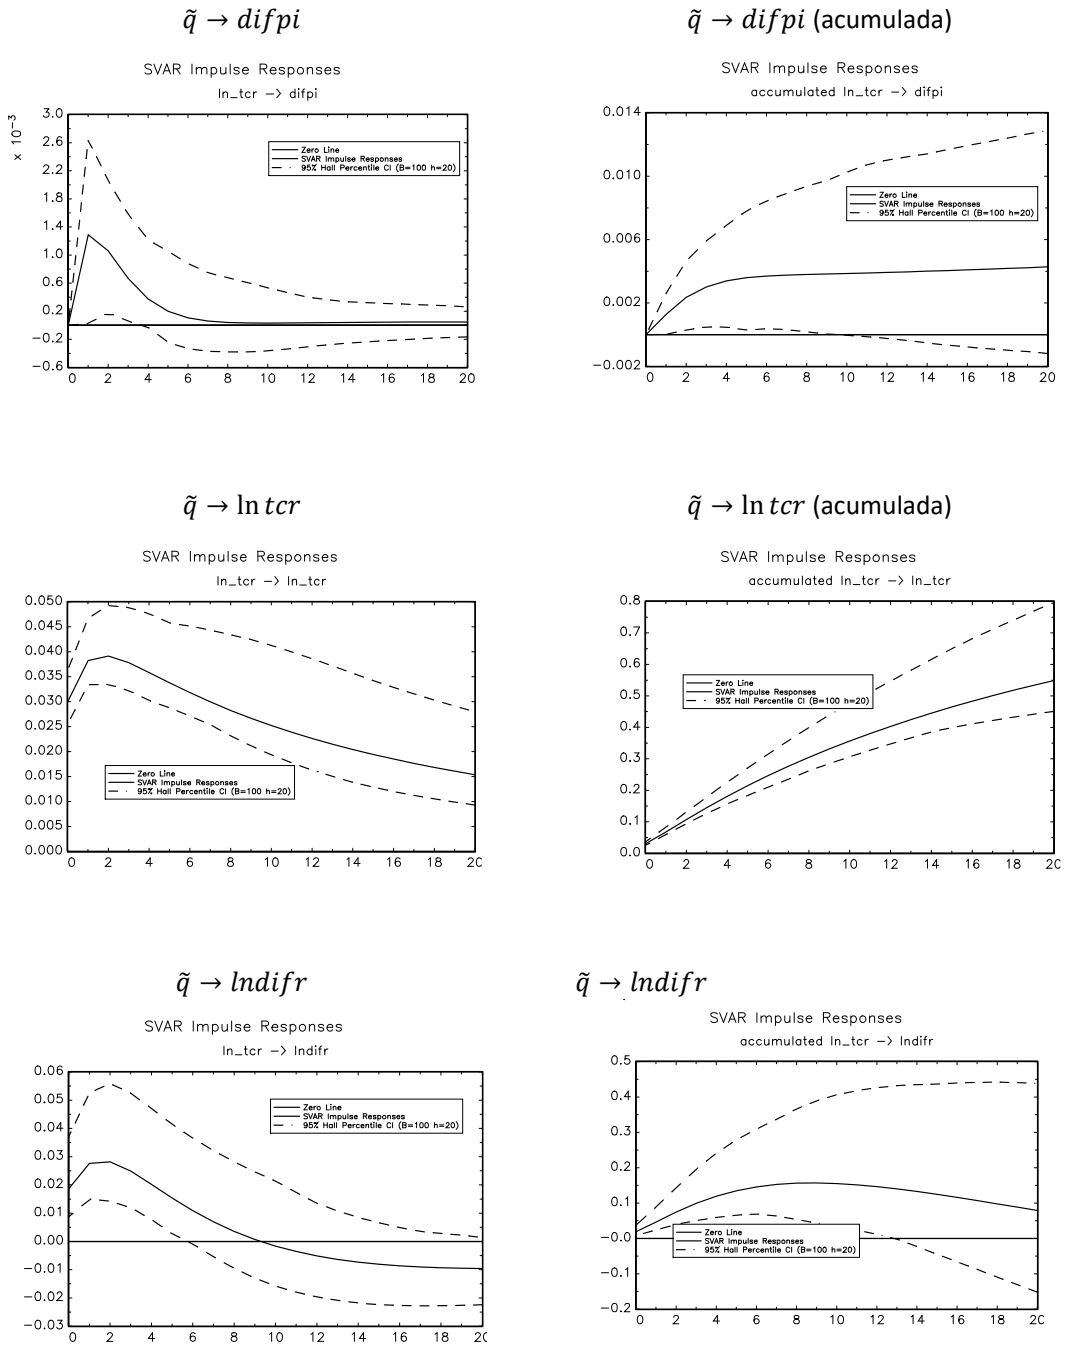 q̃ → difpi
q̃ → difpi (acumulada)
SVAR Impulse Responses
ln_tcr -> difpi
x 10⁻³
3.0
2.6
2.2
1.8
1.4
1.0
0.6
0.2
-0.2
-0.6
Zero Line
SVAR Impulse Responses
95% Hall Percentile CI (B=100 h=20)
0 2 4 6 8 10 12 14 16 18 20
SVAR Impulse Responses
accumulated ln_tcr -> difpi
0.014
0.010
0.006
0.002
-0.002
Zero Line
SVAR Impulse Responses
95% Hall Percentile CI (B=100 h=20)
0 2 4 6 8 10 12 14 16 18 20
q̃ → ln tcr
q̃ → ln tcr (acumulada)
SVAR Impulse Responses
ln_tcr -> ln_tcr
0.050
0.045
0.040
0.035
0.030
0.025
0.020
0.015
0.010
0.005
0.000
Zero Line
SVAR Impulse Responses
95% Hall Percentile CI (B=100 h=20)
0 2 4 6 8 10 12 14 16 18 20
SVAR Impulse Responses
accumulated ln_tcr -> ln_tcr
0.8
0.7
0.6
0.5
0.4
0.3
0.2
0.1
0.0
Zero Line
SVAR Impulse Responses
95% Hall Percentile CI (B=100 h=20)
0 2 4 6 8 10 12 14 16 18 20
q̃ → lndifr
q̃ → lndifr
SVAR Impulse Responses
ln_tcr -> lndifr
0.06
0.05
0.04
0.03
0.02
0.01
0.00
-0.01
-0.02
-0.03
Zero Line
SVAR Impulse Responses
95% Hall Percentile CI (B=100 h=20)
0 2 4 6 8 10 12 14 16 18 20
SVAR Impulse Responses
accumulated ln_tcr -> lndifr
0.5
0.4
0.3
0.2
0.1
-0.0
-0.1
-0.2
Zero Line
SVAR Impulse Responses
95% Hall Percentile CI (B=100 h=20)
0 2 4 6 8 10 12 14 16 18 20